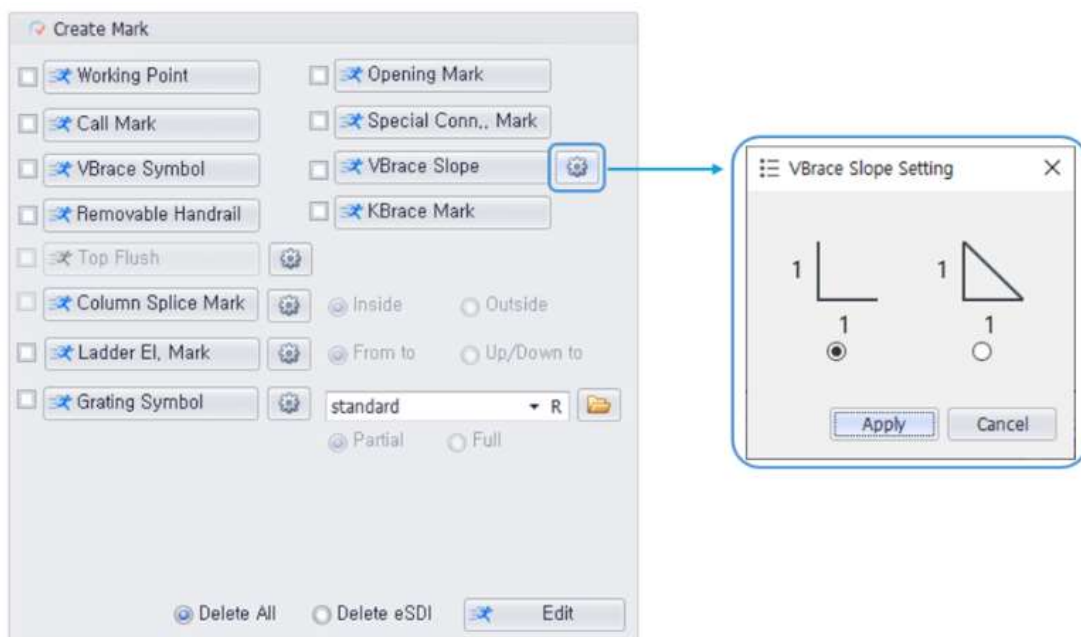 Create Mark
Working Point
Opening Mark
Call Mark
Special Conn,, Mark
VBrace Symbol
VBrace Slope
Removable Handrail
KBrace Mark
Top Flush
Column Splice Mark
Inside
Outside
Ladder El, Mark
From to
Up/Down to
Grating Symbol
standard
R
Partial
Full
Delete All
Delete eSDI
Edit
VBrace Slope Setting
1
1
1
1
Apply
Cancel